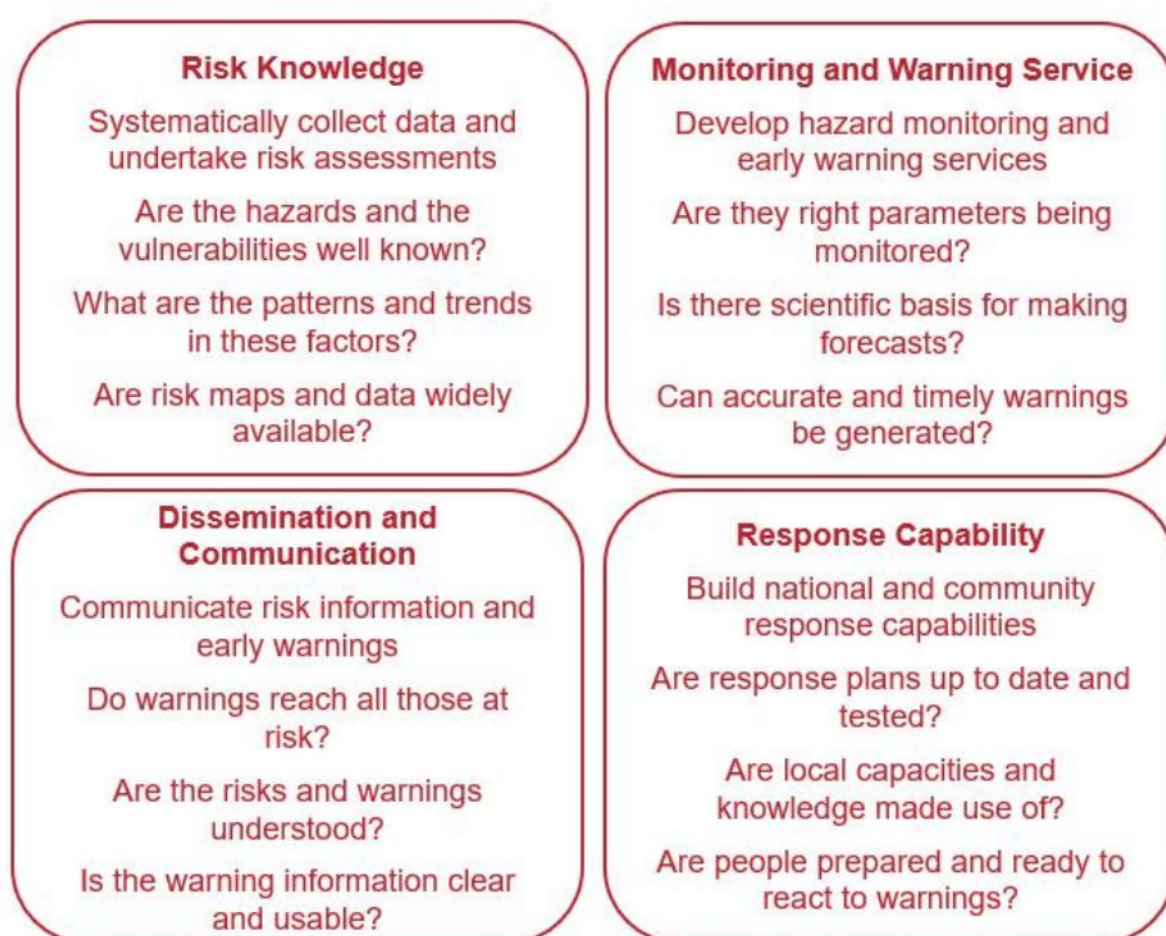 Risk Knowledge
Systematically collect data and
undertake risk assessments
Are the hazards and the
vulnerabilities well known?
What are the patterns and trends
in these factors?
Are risk maps and data widely
available?
Monitoring and Warning Service
Develop hazard monitoring and
early warning services
Are they right parameters being
monitored?
Is there scientific basis for making
forecasts?
Can accurate and timely warnings
be generated?
Dissemination and
Communication
Communicate risk information and
early warnings
Do warnings reach all those at
risk?
Are the risks and warnings
understood?
Is the warning information clear
and usable?
Response Capability
Build national and community
response capabilities
Are response plans up to date and
tested?
Are local capacities and
knowledge made use of?
Are people prepared and ready to
react to warnings?